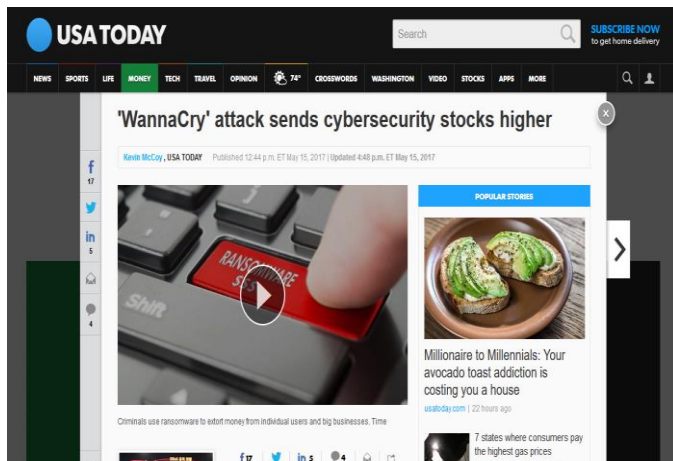 USA TODAY
Search
SUBSCRIBE NOW
to get home delivery
NEWS SPORTS LIFE MONEY TECH TRAVEL OPINION 74° CROSSWORDS WASHINGTON VIDEO STOCKS APPS MORE
'WannaCry' attack sends cybersecurity stocks higher
x
Kevin McCoy, USA TODAY Published 12:44 p.m. ET May 15, 2017 | Updated 4:48 p.m. ET May 15, 2017
f
17
in
5
4
POPULAR STORIES
RANSOMWARE
$$$
Shift
Millionaire to Millennials: Your
avocado toast addiction is
costing you a house
usatoday.com | 22 hours ago
Criminals use ransomware to extort money from individual users and big businesses. Time
7 states where consumers pay
the highest gas prices
f 17 in 5 4